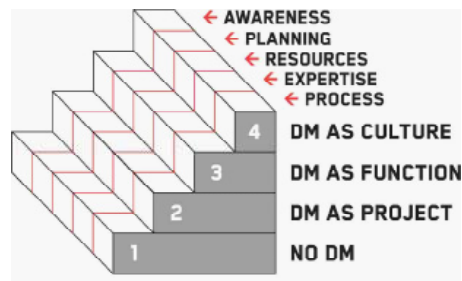 ← AWARENESS
← PLANNING
← RESOURCES
← EXPERTISE
← PROCESS
4 DM AS CULTURE
3 DM AS FUNCTION
2 DM AS PROJECT
1 NO DM